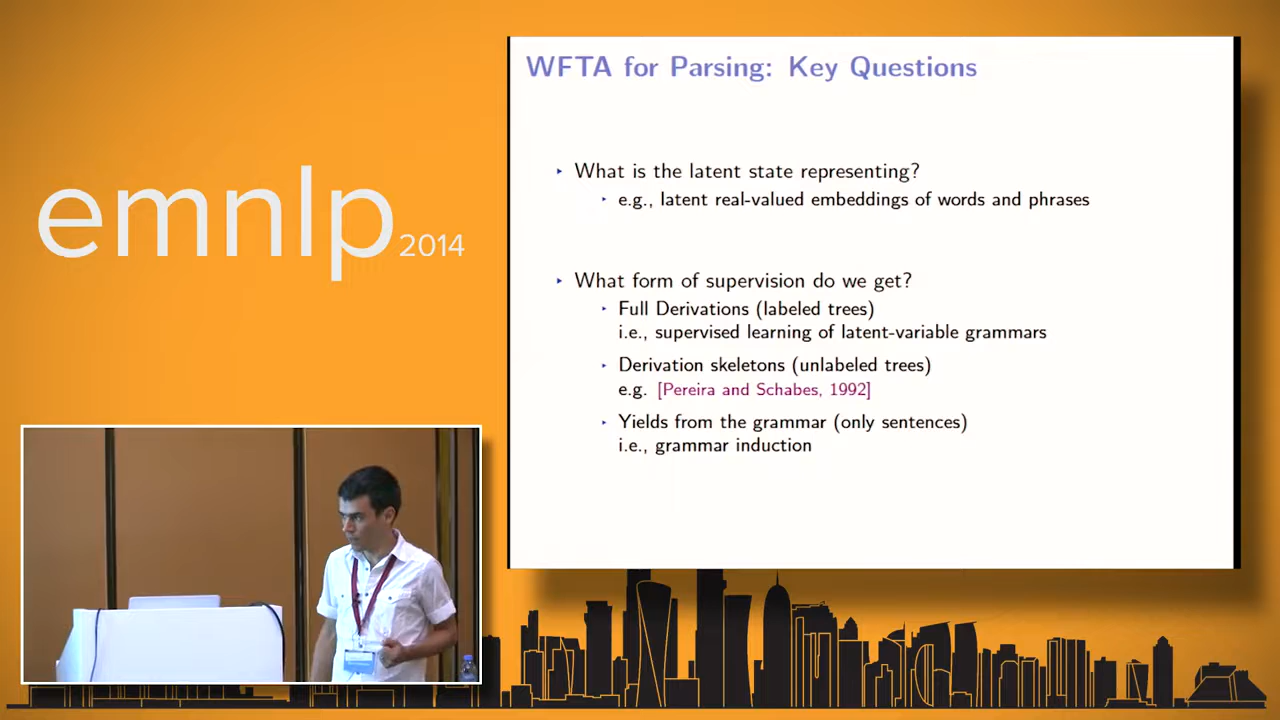 emnlp 2014
WFTA for Parsing: Key Questions
What is the latent state representing?
e.g., latent real-valued embeddings of words and phrases
What form of supervision do we get?
Full Derivations (labeled trees)
i.e., supervised learning of latent-variable grammars
Derivation skeletons (unlabeled trees)
e.g. [Pereira and Schabes, 1992]
Yields from the grammar (only sentences)
i.e., grammar induction